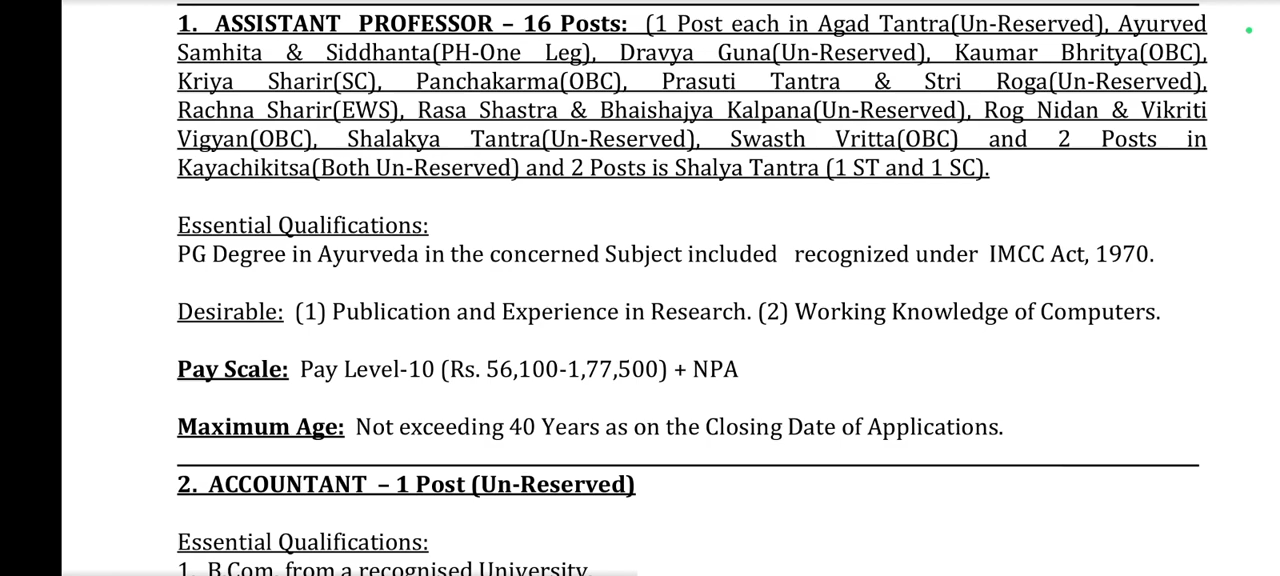 1. ASSISTANT PROFESSOR – 16 Posts: (1 Post each in Agad Tantra(Un-Reserved), Ayurved
Samhita & Siddhanta(PH-One Leg), Dravya Guna(Un-Reserved), Kaumar Bhritya(OBC),
Kriya Sharir(SC), Panchakarma(OBC), Prasuti Tantra & Stri Roga(Un-Reserved),
Rachna Sharir(EWS), Rasa Shastra & Bhaishajya Kalpana(Un-Reserved), Rog Nidan & Vikriti
Vigyan(OBC), Shalakya Tantra(Un-Reserved), Swasth Vritta(OBC) and 2 Posts in
Kayachikitsa(Both Un-Reserved) and 2 Posts is Shalya Tantra (1 ST and 1 SC).
Essential Qualifications:
PG Degree in Ayurveda in the concerned Subject included recognized under IMCC Act, 1970.
Desirable: (1) Publication and Experience in Research. (2) Working Knowledge of Computers.
Pay Scale: Pay Level-10 (Rs. 56,100-1,77,500) + NPA
Maximum Age: Not exceeding 40 Years as on the Closing Date of Applications.
2. ACCOUNTANT – 1 Post (Un-Reserved)
Essential Qualifications:
1. B.Com. from a recognised University.